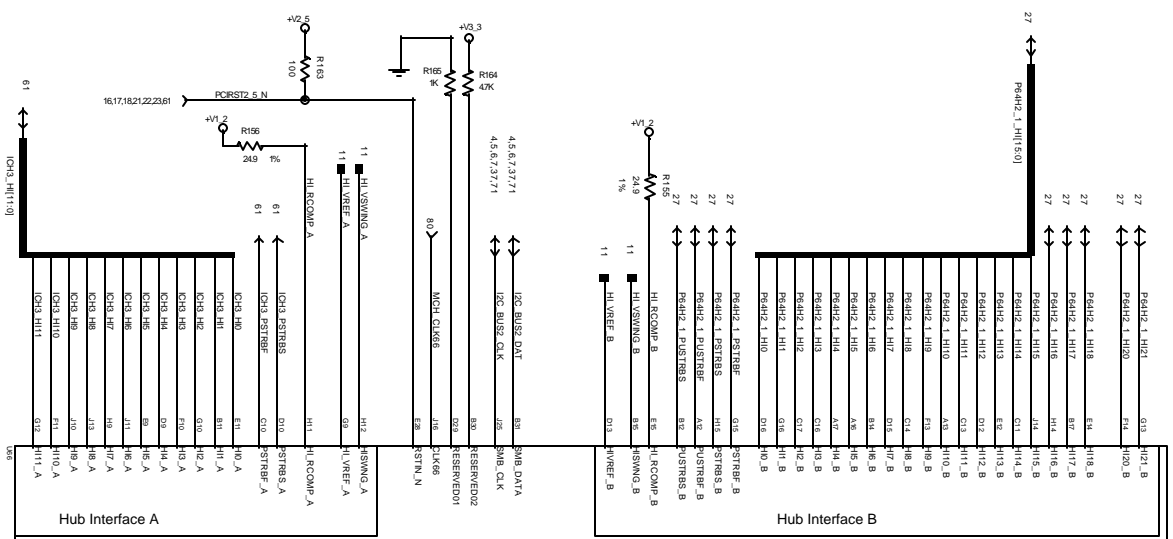 +V2_5
R163
100
+V3_3
R165
1K
R164
4.7K
16,17,18,21,22,23,61
PCIRST2_5_N
+V1_2
R156
24.9
1%
61
ICH3_HI[11:0]
61
61
11
11
HI_RCOMP_A
HI_VREF_A
HI_VSWING_A
80
MCH_CLK66
4,5,6,7,37,71
4,5,6,7,37,71
I2C_BUS2_CLK
I2C_BUS2_DAT
ICH3_HI11
ICH3_HI10
ICH3_HI9
ICH3_HI8
ICH3_HI7
ICH3_HI6
ICH3_HI5
ICH3_HI4
ICH3_HI3
ICH3_HI2
ICH3_HI1
ICH3_HI0
ICH3_PSTRBF
ICH3_PSTRBS
G12
F11
J10
J13
H9
J11
E9
D9
F10
G10
B11
E11
C10
D10
H11
G9
H12
E28
J16
D29
B30
J25
B31
U66
HI11_A
HI10_A
HI9_A
HI8_A
HI7_A
HI6_A
HI5_A
HI4_A
HI3_A
HI2_A
HI1_A
HI0_A
PSTRBF_A
PSTRBS_A
HI_RCOMP_A
HI_VREF_A
HISWNG_A
RSTIN_N
CLK66
RESERVED01
RESERVED02
SMB_CLK
SMB_DATA
Hub Interface A
27
P64H2_1_HI[15:0]
+V1_2
R155
24.9
1%
11
11
27
27
27
27
27
27
27
27
27
HI_VREF_B
HI_VSWING_B
HI_RCOMP_B
P64H2_1_PUSTRBS
P64H2_1_PUSTRBF
P64H2_1_PSTRBS
P64H2_1_PSTRBF
P64H2_1_HI0
P64H2_1_HI1
P64H2_1_HI2
P64H2_1_HI3
P64H2_1_HI4
P64H2_1_HI5
P64H2_1_HI6
P64H2_1_HI7
P64H2_1_HI8
P64H2_1_HI9
P64H2_1_HI10
P64H2_1_HI11
P64H2_1_HI12
P64H2_1_HI13
P64H2_1_HI14
P64H2_1_HI15
P64H2_1_HI16
P64H2_1_HI17
P64H2_1_HI18
P64H2_1_HI20
P64H2_1_HI21
D13
B15
E15
B12
A12
H15
G15
D16
G16
C17
C16
A17
A16
B14
D15
C14
F13
A13
C13
D12
E12
C11
J14
H14
B17
E14
F14
G13
HIVREF_B
HISWNG_B
HI_RCOMP_B
PUSTRBS_B
PUSTRBF_B
PSTRBS_B
PSTRBF_B
HI0_B
HI1_B
HI2_B
HI3_B
HI4_B
HI5_B
HI6_B
HI7_B
HI8_B
HI9_B
HI10_B
HI11_B
HI12_B
HI13_B
HI14_B
HI15_B
HI16_B
HI17_B
HI18_B
HI20_B
HI21_B
Hub Interface B